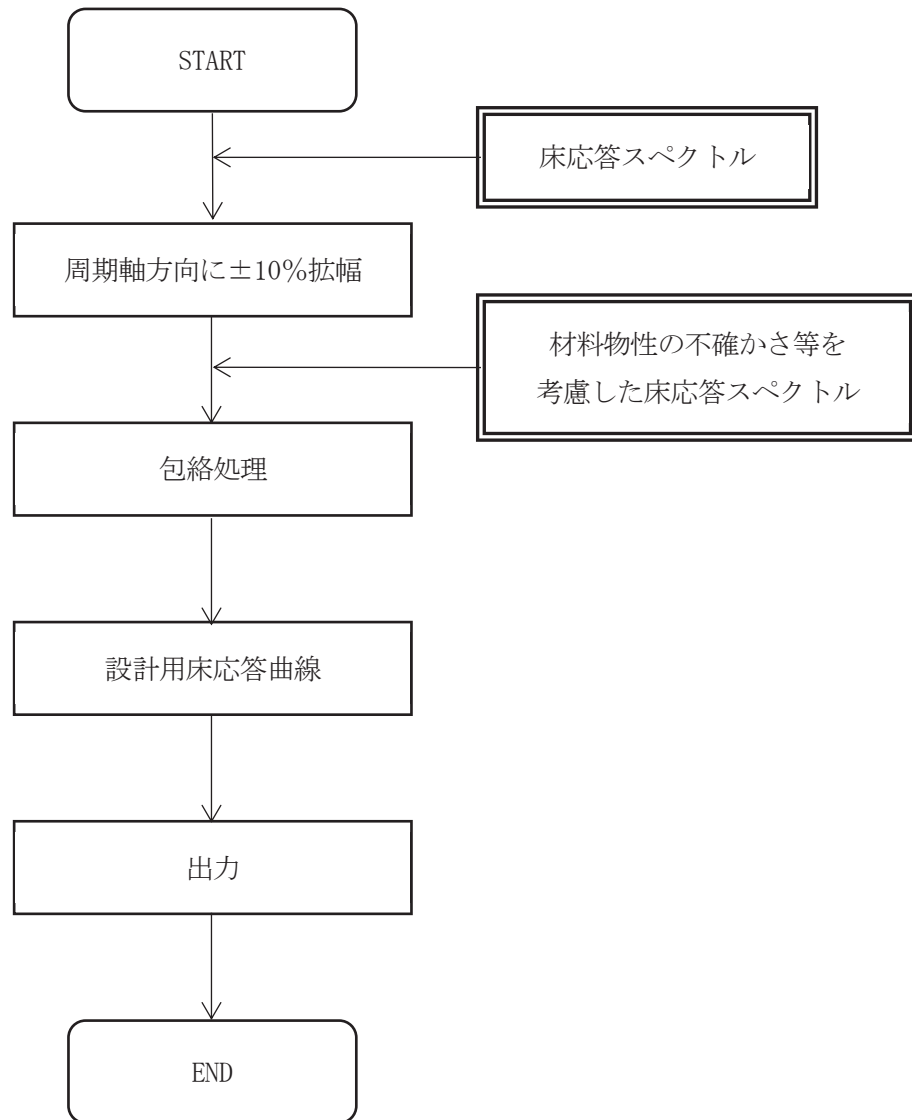 START
床応答スペクトル
周期軸方向に±10%拡幅
材料物性の不確かさ等を
考慮した床応答スペクトル
包絡処理
設計用床応答曲線
出力
END